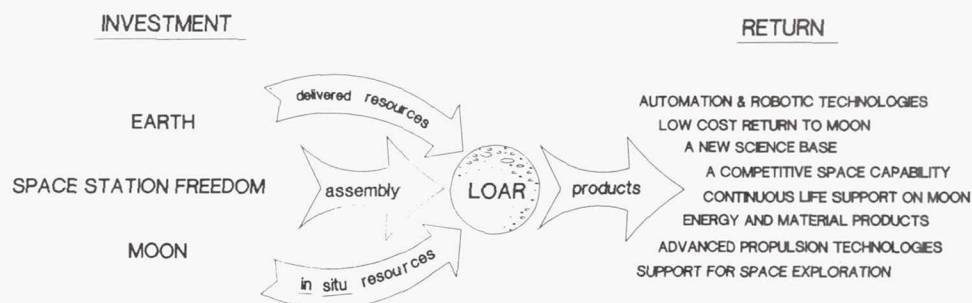 INVESTMENT
RETURN
delivered resources
EARTH
SPACE STATION FREEDOM
MOON
assembly
in situ resources
LOAR
products
AUTOMATION & ROBOTIC TECHNOLOGIES
LOW COST RETURN TO MOON
A NEW SCIENCE BASE
A COMPETITIVE SPACE CAPABILITY
CONTINUOUS LIFE SUPPORT ON MOON
ENERGY AND MATERIAL PRODUCTS
ADVANCED PROPULSION TECHNOLOGIES
SUPPORT FOR SPACE EXPLORATION